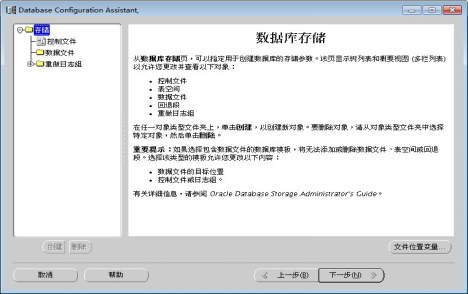 Database Configuration Assistant,
存储
控制文件
数据文件
重做日志组
数据库存储
从数据库存储页，可以指定用于创建数据库的存储参数。该页显示树列表和概要视图 (多栏列表)
以允许您更改并查看以下对象：
• 控制文件
• 表空间
• 数据文件
• 回退段
• 重做日志组
在任一对象类型文件夹上，单击创建，以创建新对象。要删除对象，请从对象类型文件夹中选择
特定对象，然后单击删除。
重要提示：如果选择包含数据文件的数据库模板，将无法添加或删除数据文件、表空间或回退
段。选择该类型的模板允许您更改以下内容：
• 数据文件的目标位置
• 控制文件或日志组。
有关详细信息，请参阅 Oracle Database Storage Administrator's Guide。
创建 删除 文件位置变量...
取消 帮助 上一步(B) 下一步(N)